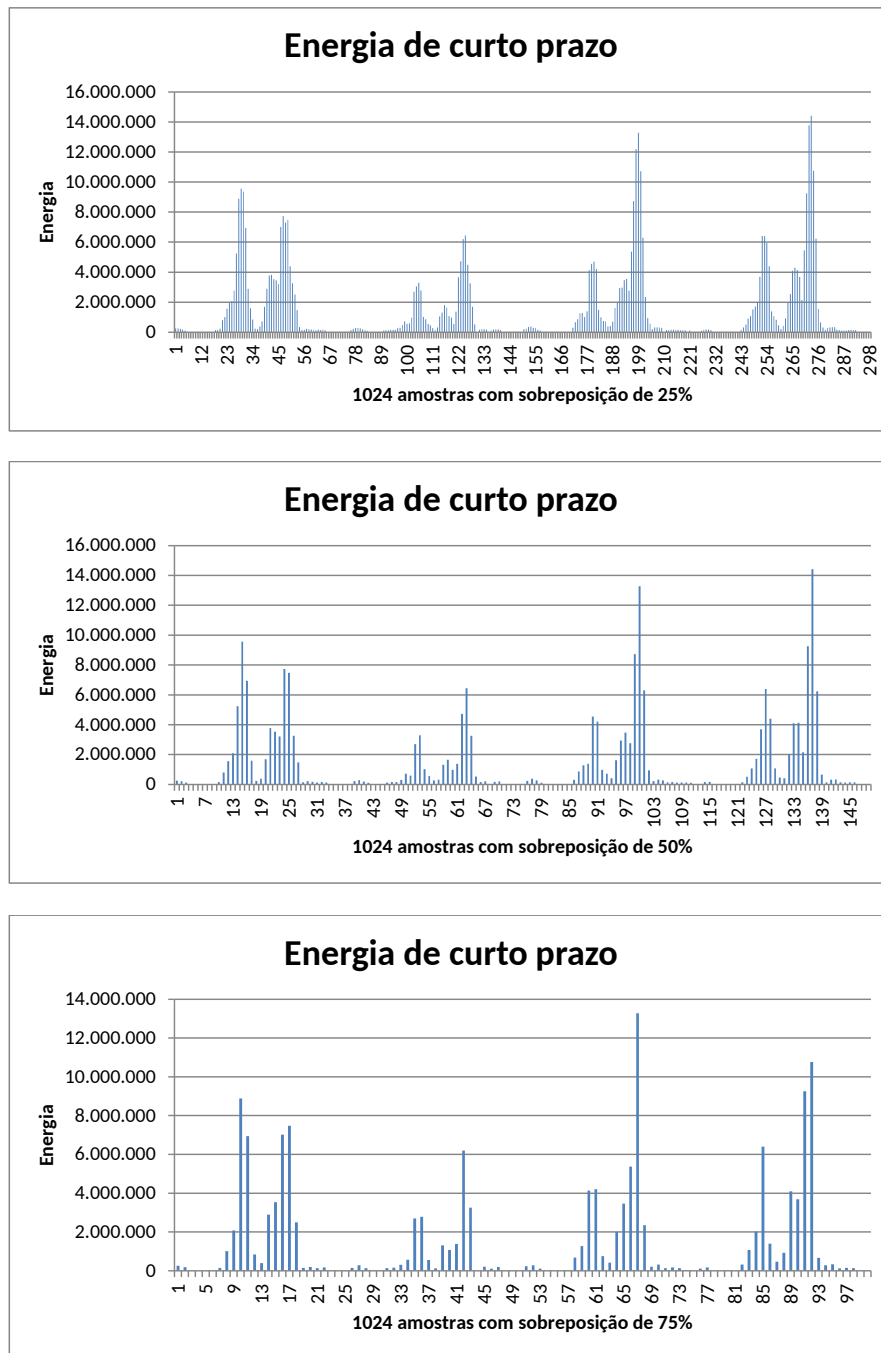 Energia de curto prazo
16.000.000
14.000.000
12.000.000
10.000.000
8.000.000
6.000.000
4.000.000
2.000.000
0
Energia
1 12 23 34 45 56 67 78 89 100 111 122 133 144 155 166 177 188 199 210 221 232 243 254 265 276 287 298
1024 amostras com sobreposição de 25%
Energia de curto prazo
16.000.000
14.000.000
12.000.000
10.000.000
8.000.000
6.000.000
4.000.000
2.000.000
0
Energia
1 7 13 19 25 31 37 43 49 55 61 67 73 79 85 91 97 103 109 115 121 127 133 139 145
1024 amostras com sobreposição de 50%
Energia de curto prazo
14.000.000
12.000.000
10.000.000
8.000.000
6.000.000
4.000.000
2.000.000
0
Energia
1 5 9 13 17 21 25 29 33 37 41 45 49 53 57 61 65 69 73 77 81 85 89 93 97
1024 amostras com sobreposição de 75%